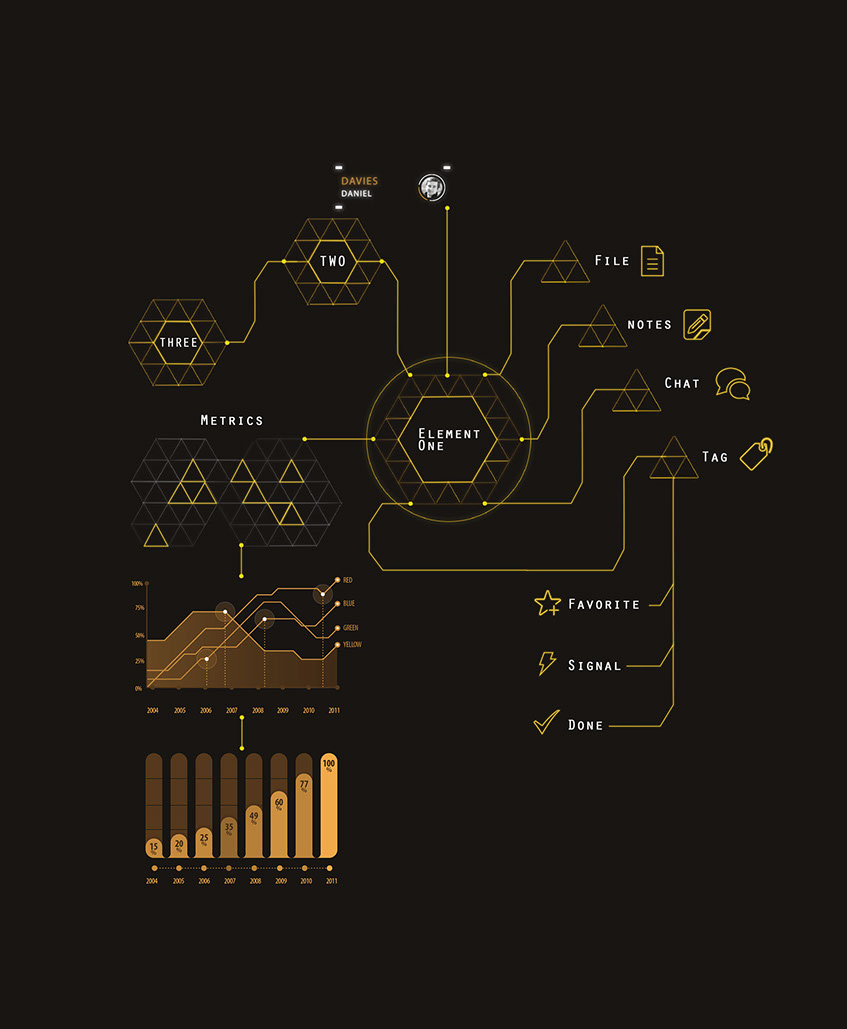 DAVIES
DANIEL
TWO
FILE
NOTES
THREE
CHAT
METRICS
ELEMENT
ONE
TAG
100%
75%
50%
25%
0%
RED
BLUE
GREEN
YELLOW
2004 2005 2006 2007 2008 2009 2010 2011
FAVORITE
SIGNAL
DONE
15 %
20 %
25 %
35 %
49 %
60 %
77 %
100 %
2004 2005 2006 2007 2008 2009 2010 2011